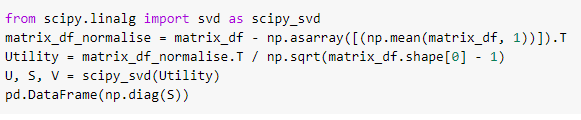 from scipy.linalg import svd as scipy_svd
matrix_df_normalise = matrix_df - np.asarray([(np.mean(matrix_df, 1))]).T
Utility = matrix_df_normalise.T / np.sqrt(matrix_df.shape[0] - 1)
U, S, V = scipy_svd(Utility)
pd.DataFrame(np.diag(S))